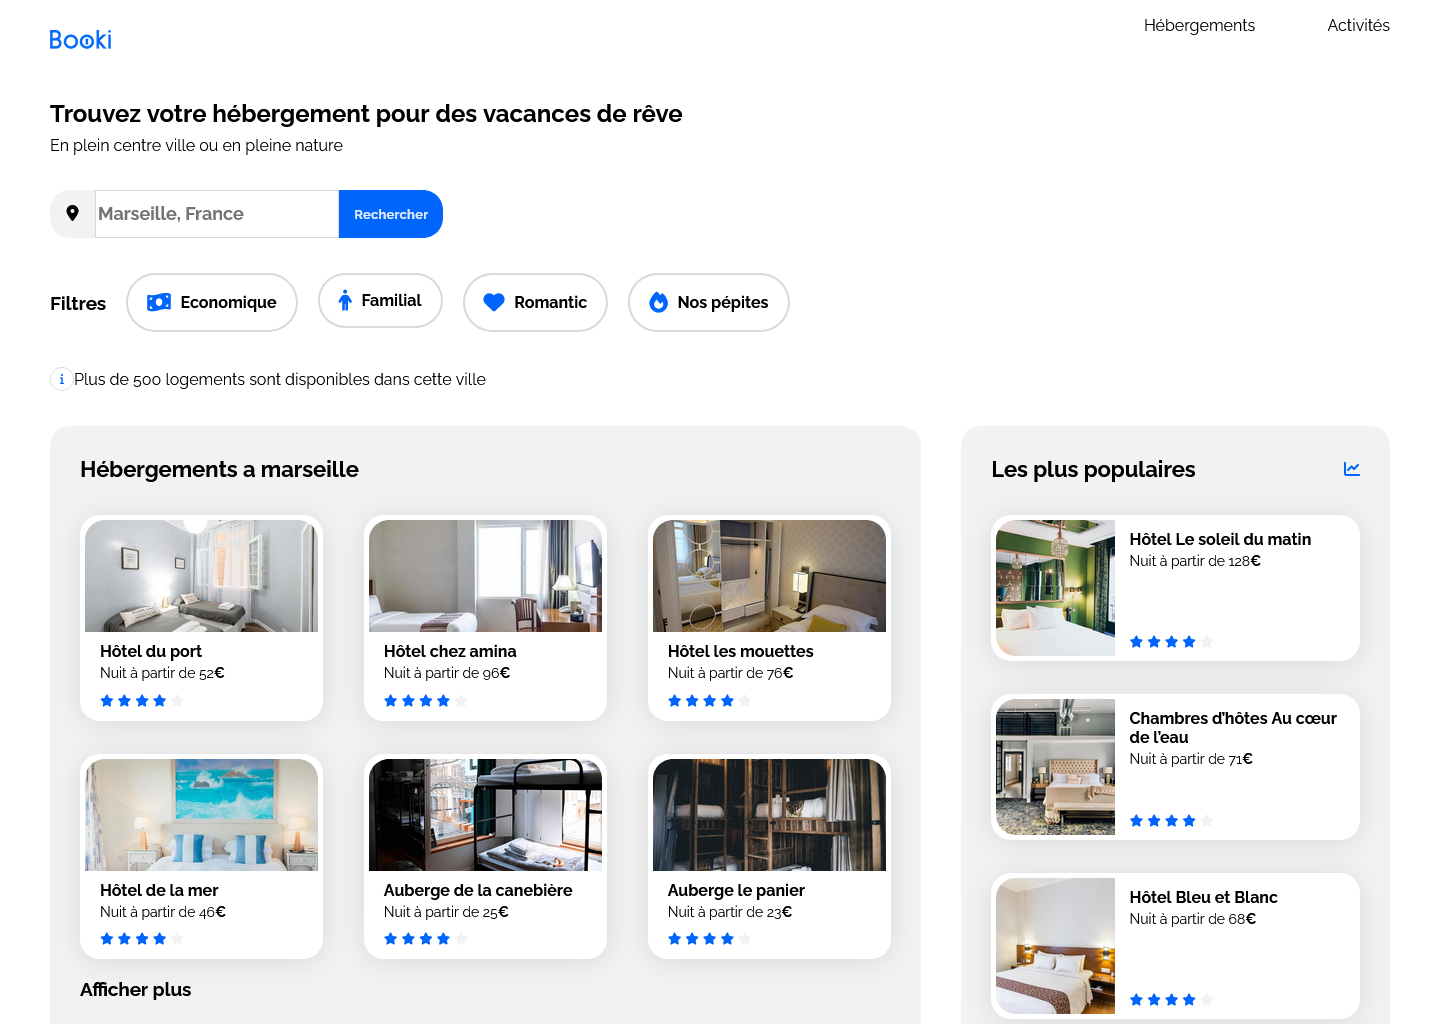 Booki
Hébergements
Activités
Trouvez votre hébergement pour des vacances de rêve
En plein centre ville ou en pleine nature
Marseille, France
Rechercher
Filtres
Economique
Familial
Romantic
Nos pépites
Plus de 500 logements sont disponibles dans cette ville
Hébergements a marseille
Hôtel du port
Nuit à partir de 52€
Hôtel chez amina
Nuit à partir de 96€
Hôtel les mouettes
Nuit à partir de 76€
Hôtel de la mer
Nuit à partir de 46€
Auberge de la canebière
Nuit à partir de 25€
Auberge le panier
Nuit à partir de 23€
Afficher plus
Les plus populaires
Hôtel Le soleil du matin
Nuit à partir de 128€
Chambres d'hôtes Au cœur
de l'eau
Nuit à partir de 71€
Hôtel Bleu et Blanc
Nuit à partir de 68€